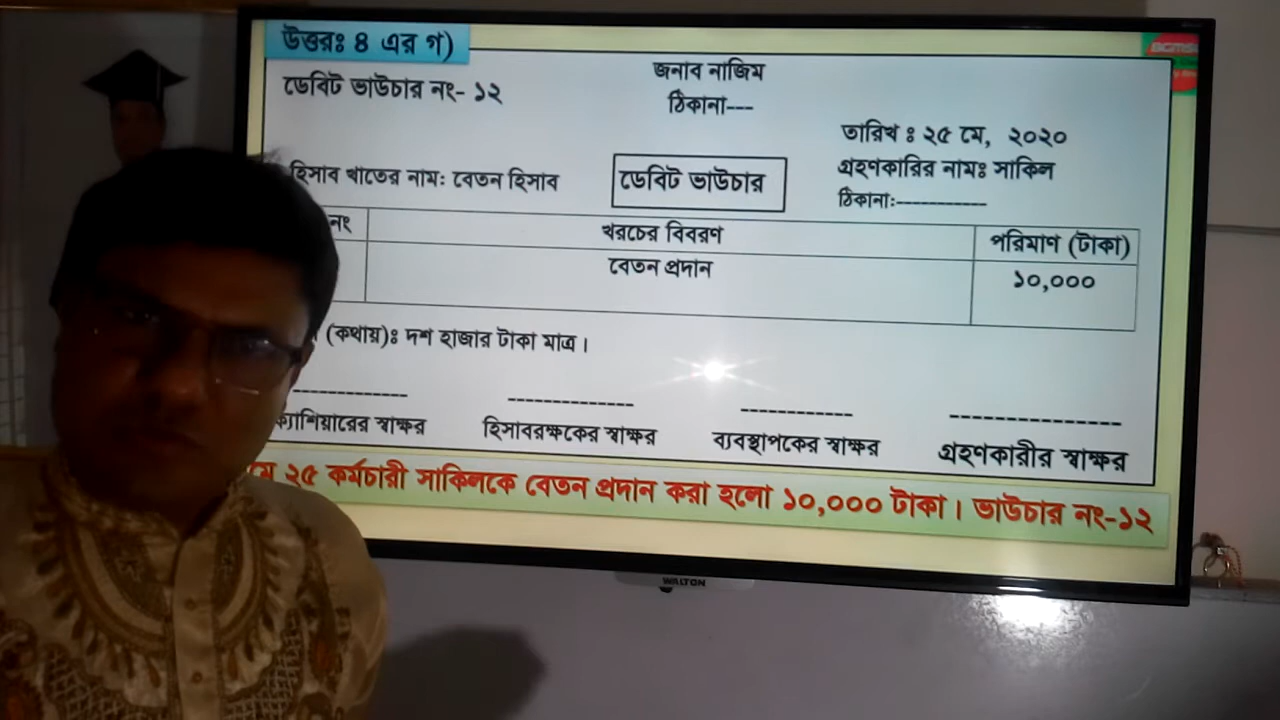 উত্তরঃ ৪ এর গ)
জনাব নাজিম
ডেবিট ভাউচার নং- ১২
ঠিকানা---
তারিখ ঃ ২৫ মে, ২০২০
হিসাব খাতের নাম: বেতন হিসাব
ডেবিট ভাউচার
গ্রহণকারির নামঃ সাকিল
ঠিকানা:-----------
নং খরচের বিবরণ পরিমাণ (টাকা)
বেতন প্রদান ১০,০০০
(কথায়)ঃ দশ হাজার টাকা মাত্র।
ক্যাশিয়ারের স্বাক্ষর হিসাবরক্ষকের স্বাক্ষর ব্যবস্থাপকের স্বাক্ষর গ্রহণকারীর স্বাক্ষর
মে ২৫ কর্মচারী সাকিলকে বেতন প্রদান করা হলো ১০,০০০ টাকা। ভাউচার নং-১২
WALTON